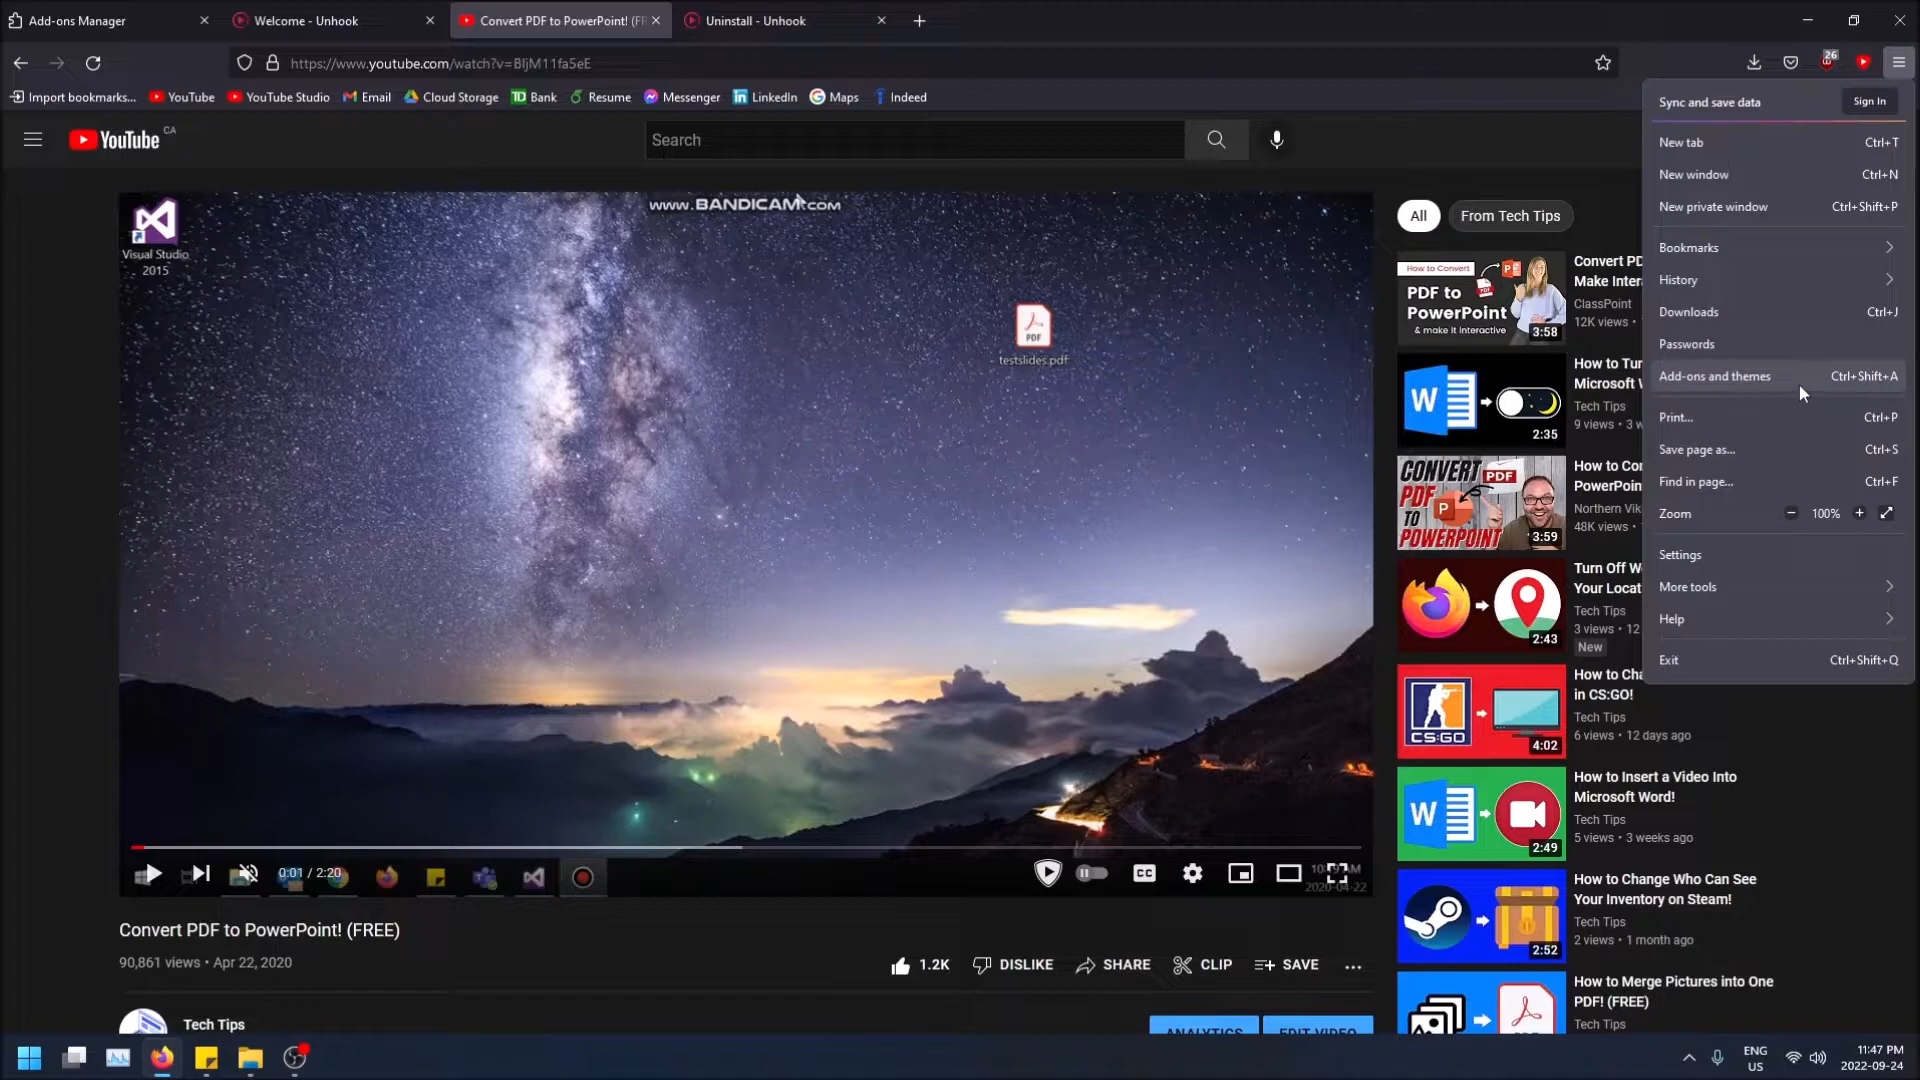 Add-ons Manager
Welcome - Unhook
Convert PDF to PowerPoint! (FR
Uninstall - Unhook
https://www.youtube.com/watch?v=BIjM11fa5eE
26
Import bookmarks...
YouTube
YouTube Studio
Email
Cloud Storage
TD Bank
Resume
Messenger
LinkedIn
Maps
Indeed
YouTube CA
Search
Sync and save data
Sign In
New tab Ctrl+T
New window Ctrl+N
New private window Ctrl+Shift+P
Bookmarks
History
Downloads Ctrl+J
Passwords
Add-ons and themes Ctrl+Shift+A
Print... Ctrl+P
Save page as... Ctrl+S
Find in page... Ctrl+F
Zoom 100%
Settings
More tools
Help
Exit Ctrl+Shift+Q
www.BANDICAM.com
Visual Studio
2015
PDF
testslides.pdf
0:01 / 2:20
CC
2020-04-22
Convert PDF to PowerPoint! (FREE)
90,861 views • Apr 22, 2020
1.2K
DISLIKE
SHARE
CLIP
SAVE
Tech Tips
ANALYTICS
EDIT VIDEO
All
From Tech Tips
How to Convert
PDF to
PowerPoint
& make it interactive
3:58
Convert PD
Make Inter
ClassPoint
12K views •
W
2:35
How to Tur
Microsoft W
Tech Tips
9 views • 3 w
CONVERT
PDF
PDF
TO
POWERPOINT
P
3:59
How to Con
PowerPoin
Northern Vik
48K views •
2:43
Turn Off W
Your Locat
Tech Tips
3 views • 12
New
CS:GO
4:02
How to Cha
in CS:GO!
Tech Tips
6 views • 12 days ago
W
2:49
How to Insert a Video Into
Microsoft Word!
Tech Tips
5 views • 3 weeks ago
2:52
How to Change Who Can See
Your Inventory on Steam!
Tech Tips
2 views • 1 month ago
How to Merge Pictures into One
PDF! (FREE)
Tech Tips
ENG
US
11:47 PM
2022-09-24